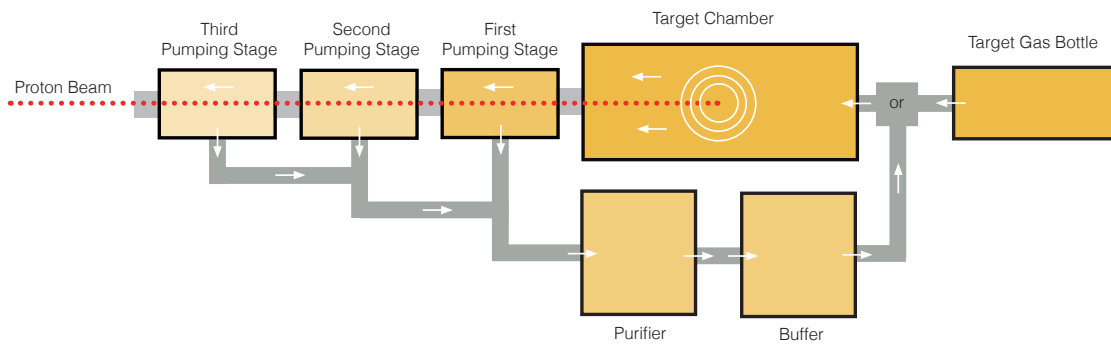 Third
Pumping Stage
Second
Pumping Stage
First
Pumping Stage
Target Chamber
Target Gas Bottle
Proton Beam
or
Purifier
Buffer